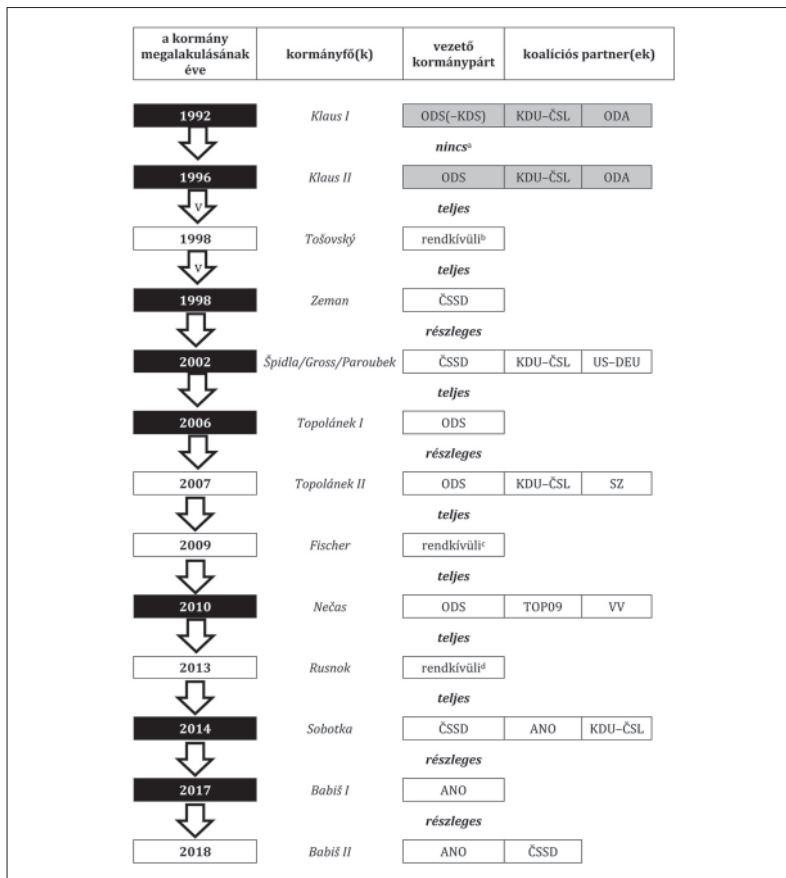 a kormány megalakulásának éve kormányfő(k) vezető kormánypárt koalíciós partner(ek)
1992 Klaus I ODS(–KDS) KDU–ČSL ODA
nincsᵃ
1996 Klaus II ODS KDU–ČSL ODA
V teljes
1998 Tošovský rendkívüliᵇ
V teljes
1998 Zeman ČSSD
részleges
2002 Špidla/Gross/Paroubek ČSSD KDU–ČSL US–DEU
teljes
2006 Topolánek I ODS
részleges
2007 Topolánek II ODS KDU–ČSL SZ
teljes
2009 Fischer rendkívüliᶜ
teljes
2010 Nečas ODS TOP09 VV
teljes
2013 Rusnok rendkívüliᵈ
teljes
2014 Sobotka ČSSD ANO KDU–ČSL
részleges
2017 Babiš I ANO
részleges
2018 Babiš II ANO ČSSD